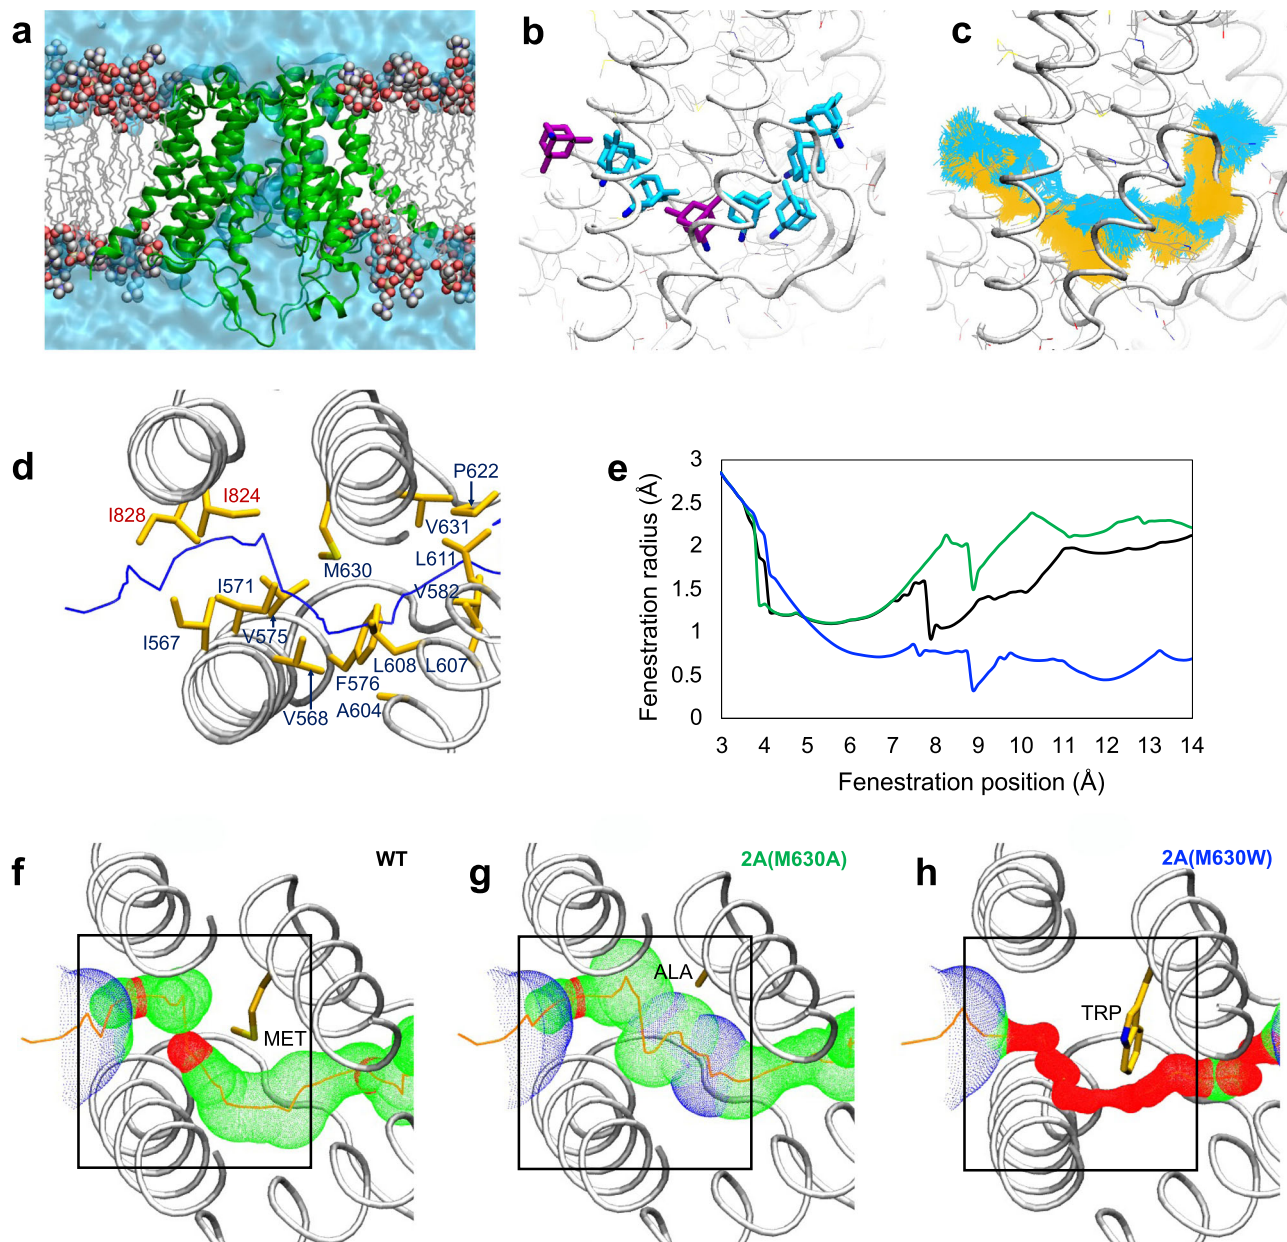 a
b
c
d
I828
I824
M630
P622
V631
L611
V582
I571
I567
V575
V568
F576
A604
L608
L607
e
Fenestration radius (Å)
3
2.5
2
1.5
1
0.5
0
3 4 5 6 7 8 9 10 11 12 13 14
Fenestration position (Å)
f
WT
MET
g
2A(M630A)
ALA
h
2A(M630W)
TRP